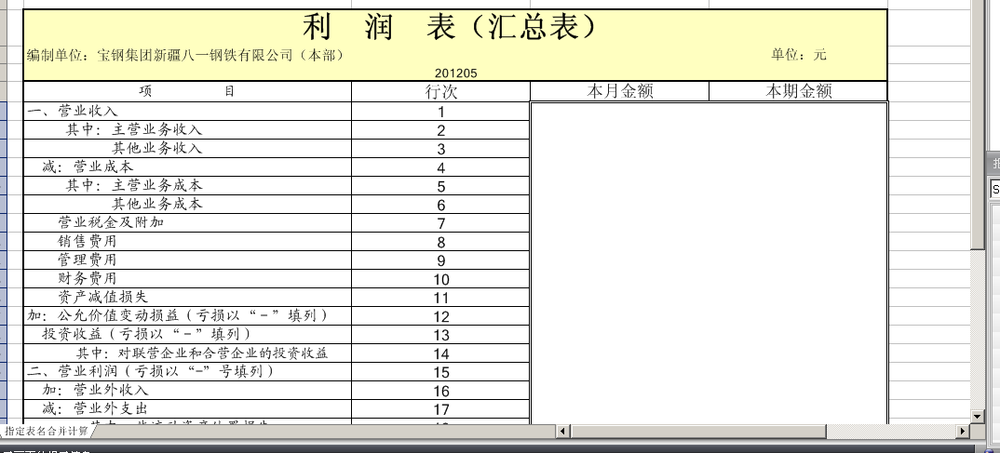 利 润 表（汇总表）
编制单位：宝钢集团新疆八一钢铁有限公司（本部） 单位：元
201205
项 目 行次 本月金额 本期金额
一、营业收入 1
其中：主营业务收入 2
其他业务收入 3
减：营业成本 4
其中：主营业务成本 5
其他业务成本 6
营业税金及附加 7
销售费用 8
管理费用 9
财务费用 10
资产减值损失 11
加：公允价值变动损益（亏损以“－”填列） 12
投资收益（亏损以“－”填列） 13
其中：对联营企业和合营企业的投资收益 14
二、营业利润（亏损以“-”号填列） 15
加：营业外收入 16
减：营业外支出 17
指定表名合并计算